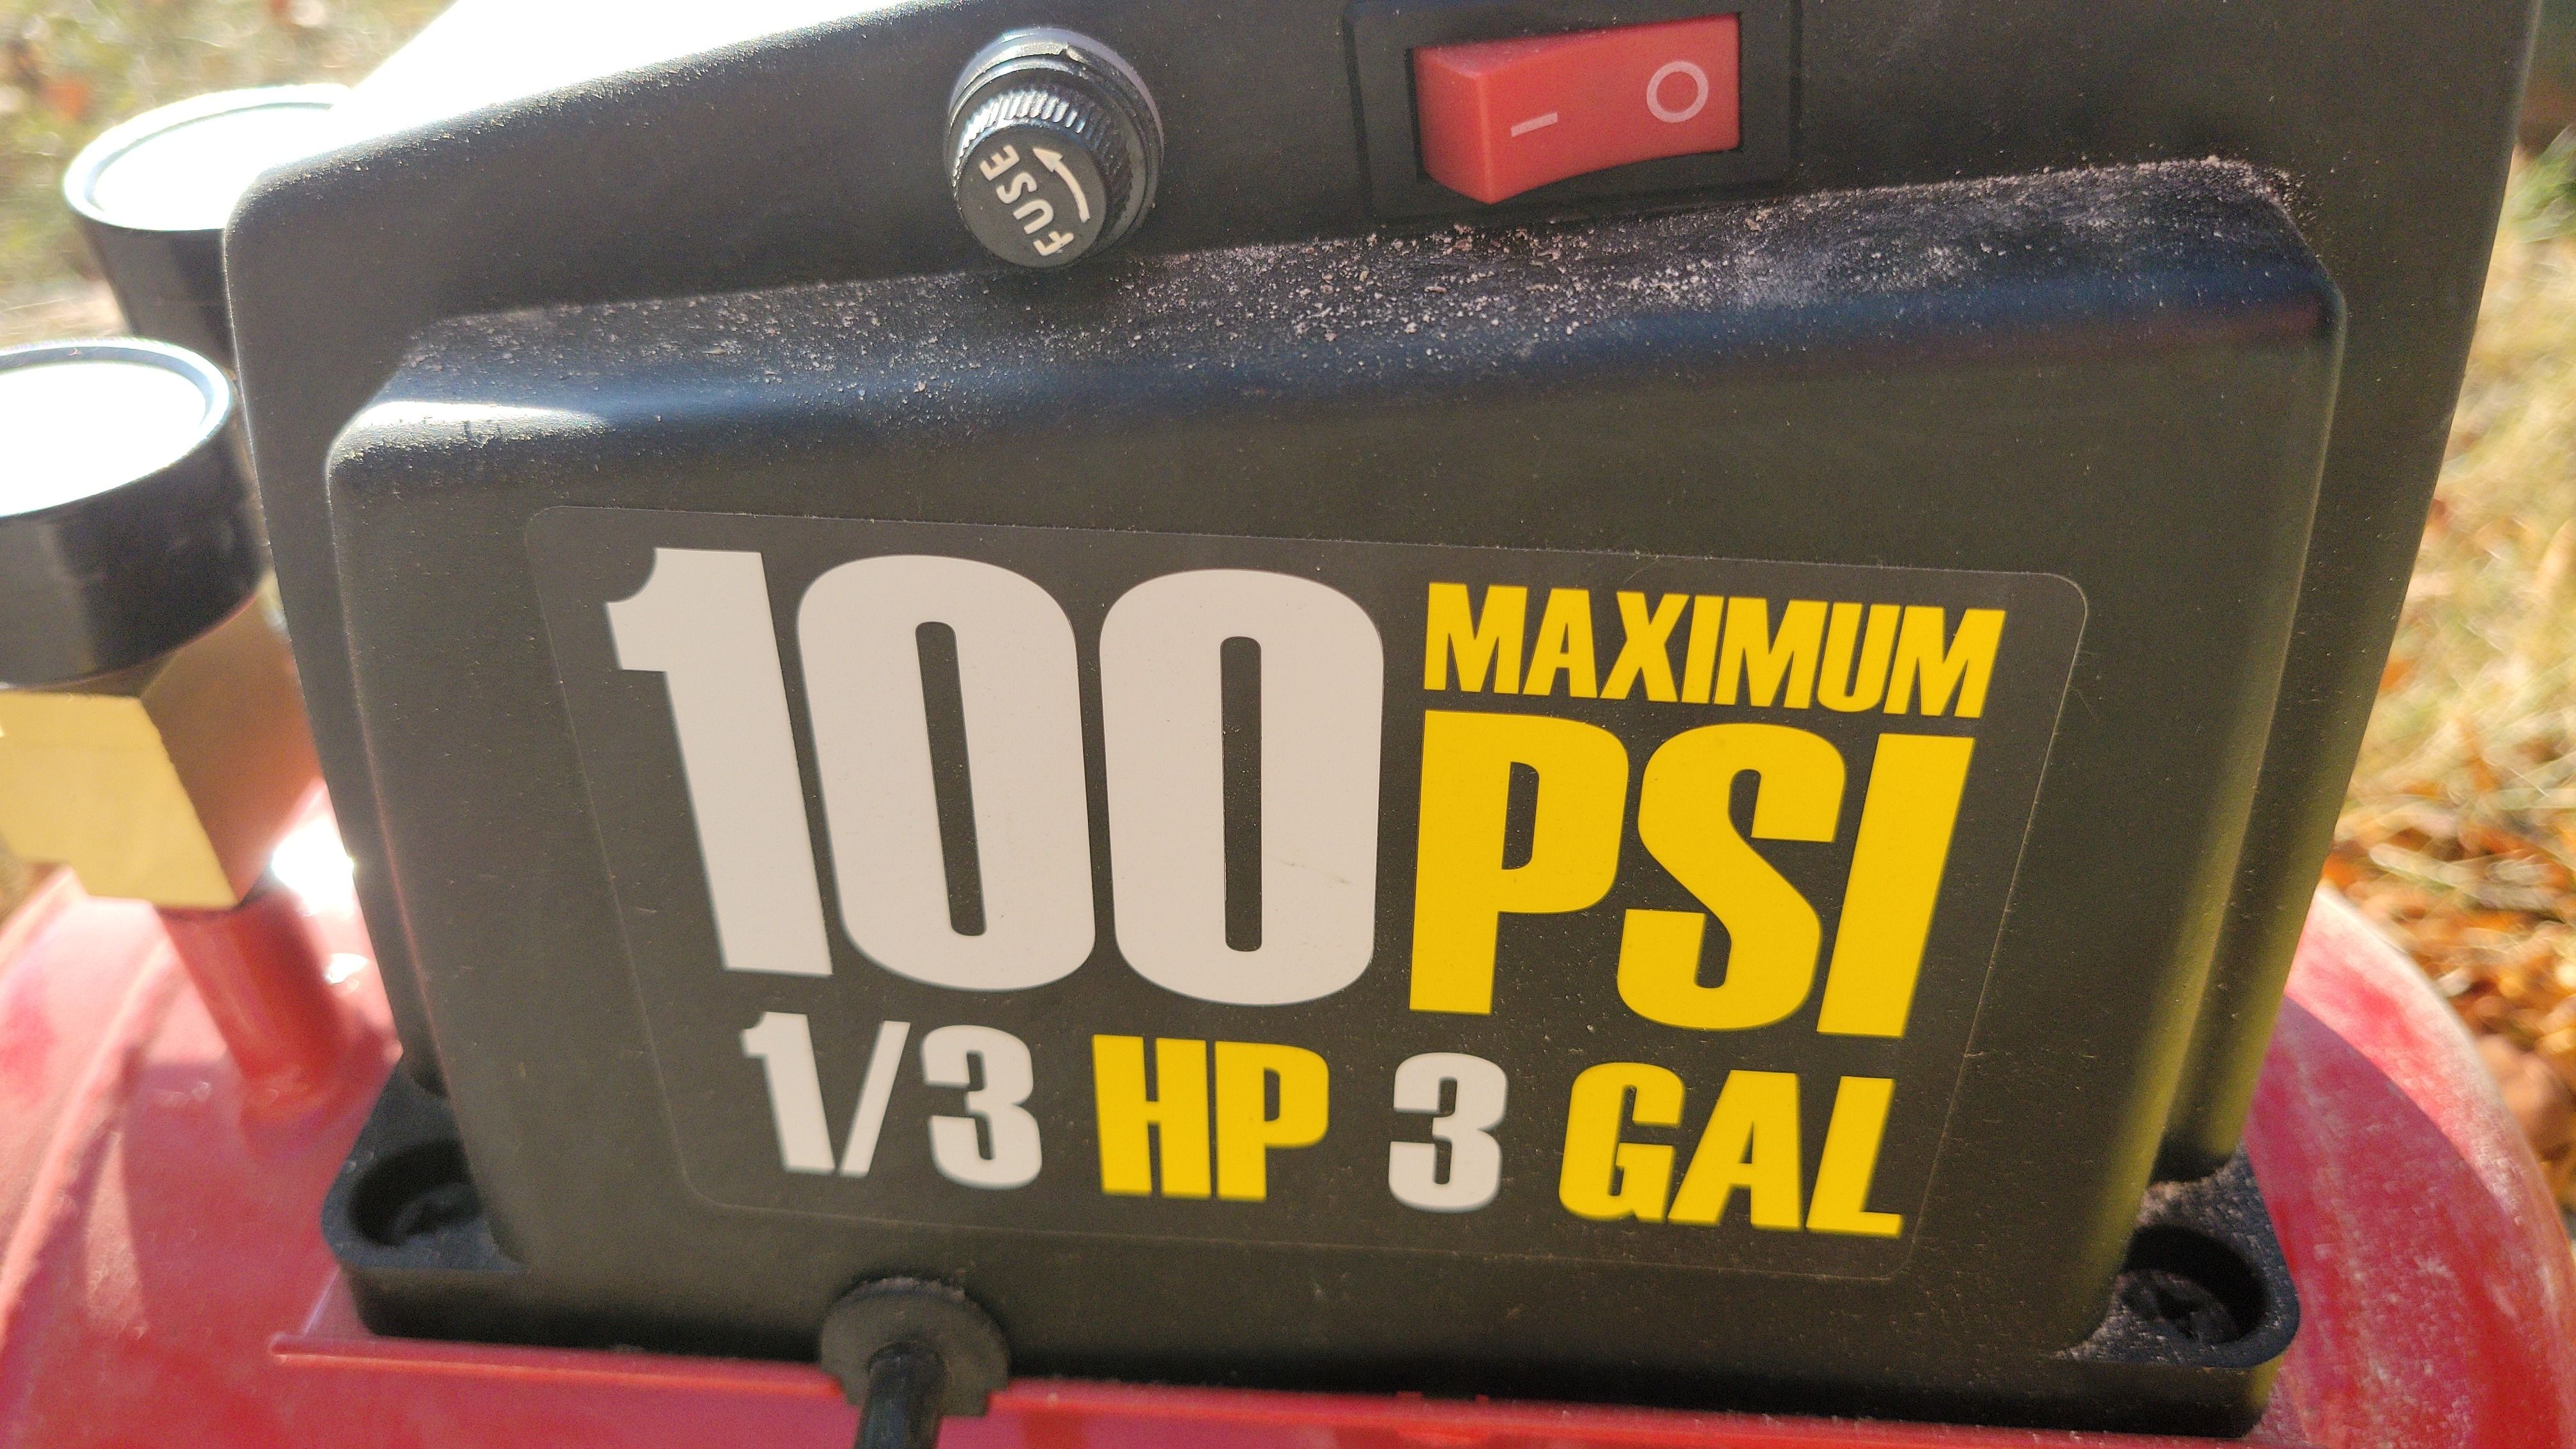 FUSE
I O
100 MAXIMUM
PSI
1/3 HP 3 GAL